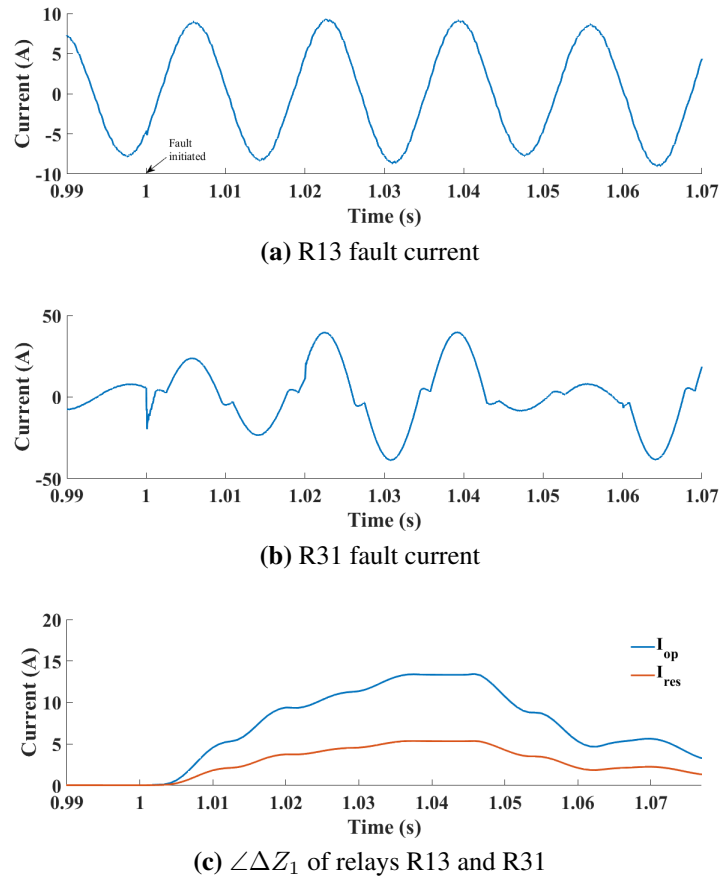 10
5
0
-5
-10
Current (A)
Fault
initiated
0.99 1 1.01 1.02 1.03 1.04 1.05 1.06 1.07
Time (s)
(a) R13 fault current
50
0
-50
Current (A)
0.99 1 1.01 1.02 1.03 1.04 1.05 1.06 1.07
Time (s)
(b) R31 fault current
20
15
10
5
0
Current (A)
I_op
I_res
0.99 1 1.01 1.02 1.03 1.04 1.05 1.06 1.07
Time (s)
(c) ∠ΔZ₁ of relays R13 and R31